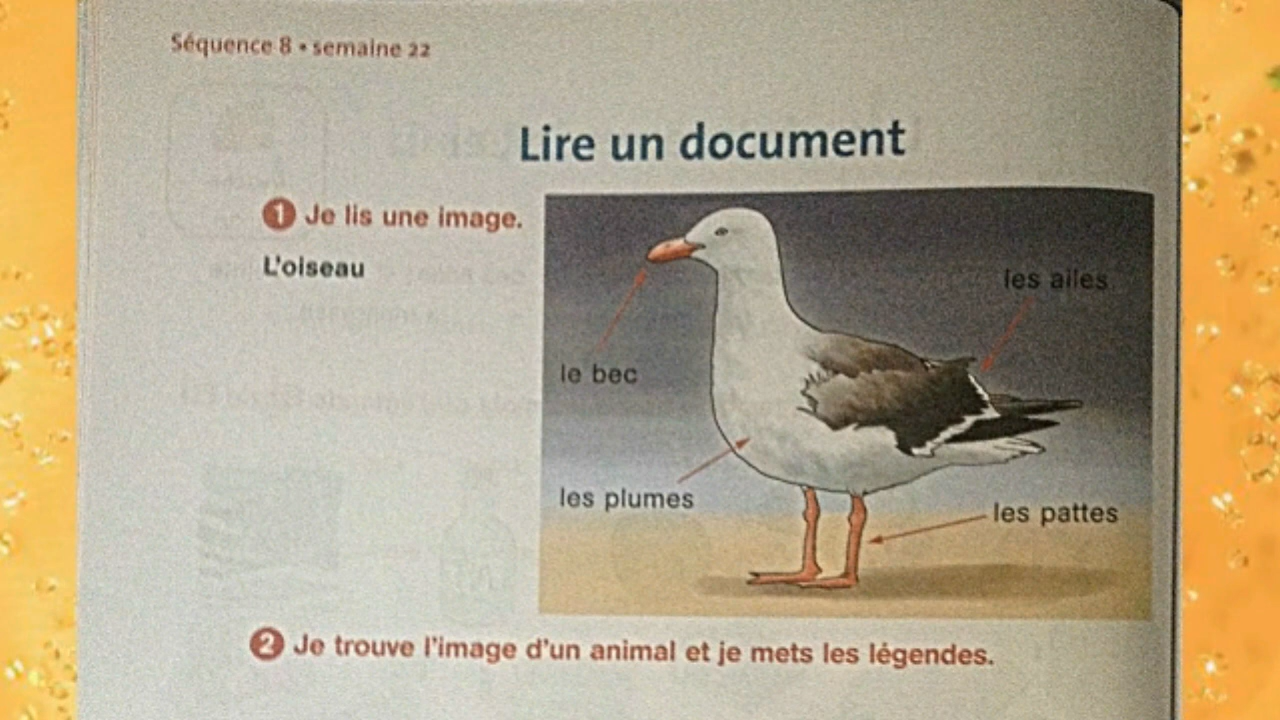 Séquence 8 • semaine 22
Lire un document
1 Je lis une image.
L'oiseau
les ailes
le bec
les plumes
les pattes
2 Je trouve l'image d'un animal et je mets les légendes.